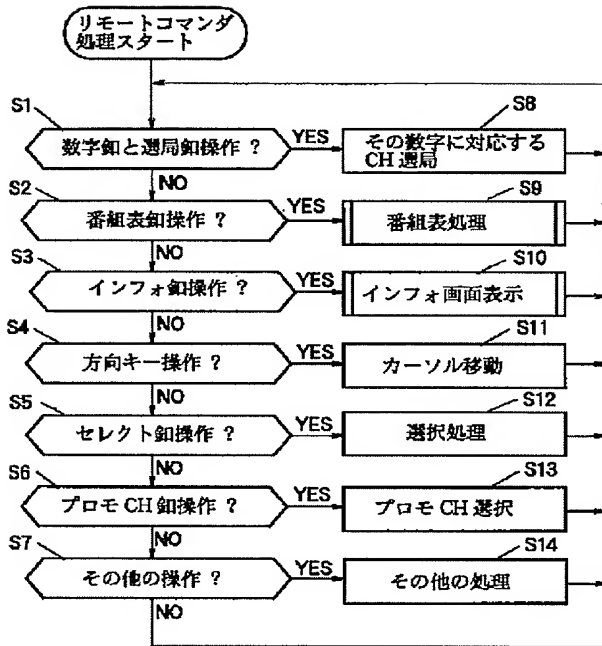 リモートコマンダ
処理スタート
S1
数字釦と選局釦操作 ?
YES
S8
その数字に対応する
CH 選局
NO
S2
番組表釦操作 ?
YES
S9
番組表処理
NO
S3
インフォ釦操作 ?
YES
S10
インフォ画面表示
NO
S4
方向キー操作 ?
YES
S11
カーソル移動
NO
S5
セレクト釦操作 ?
YES
S12
選択処理
NO
S6
プロモ CH 釦操作 ?
YES
S13
プロモ CH 選択
NO
S7
その他の操作 ?
YES
S14
その他の処理
NO